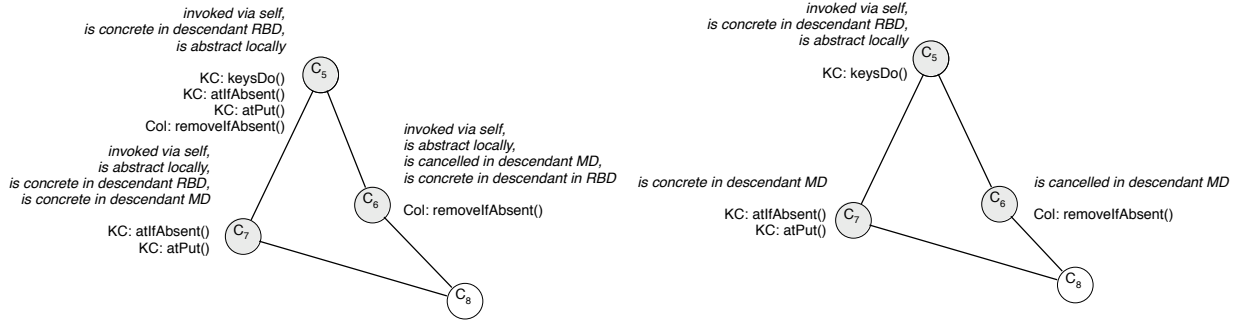 invoked via self,
is concrete in descendant RBD,
is abstract locally
C5
KC: keysDo()
KC: atIfAbsent()
KC: atPut()
Col: removeIfAbsent()
invoked via self,
is abstract locally,
is cancelled in descendant MD,
is concrete in descendant in RBD
C6
Col: removeIfAbsent()
invoked via self,
is abstract locally,
is concrete in descendant RBD,
is concrete in descendant MD
C7
KC: atIfAbsent()
KC: atPut()
C8
invoked via self,
is concrete in descendant RBD,
is abstract locally
C5
KC: keysDo()
is concrete in descendant MD
C7
KC: atIfAbsent()
KC: atPut()
is cancelled in descendant MD
C6
Col: removeIfAbsent()
C8